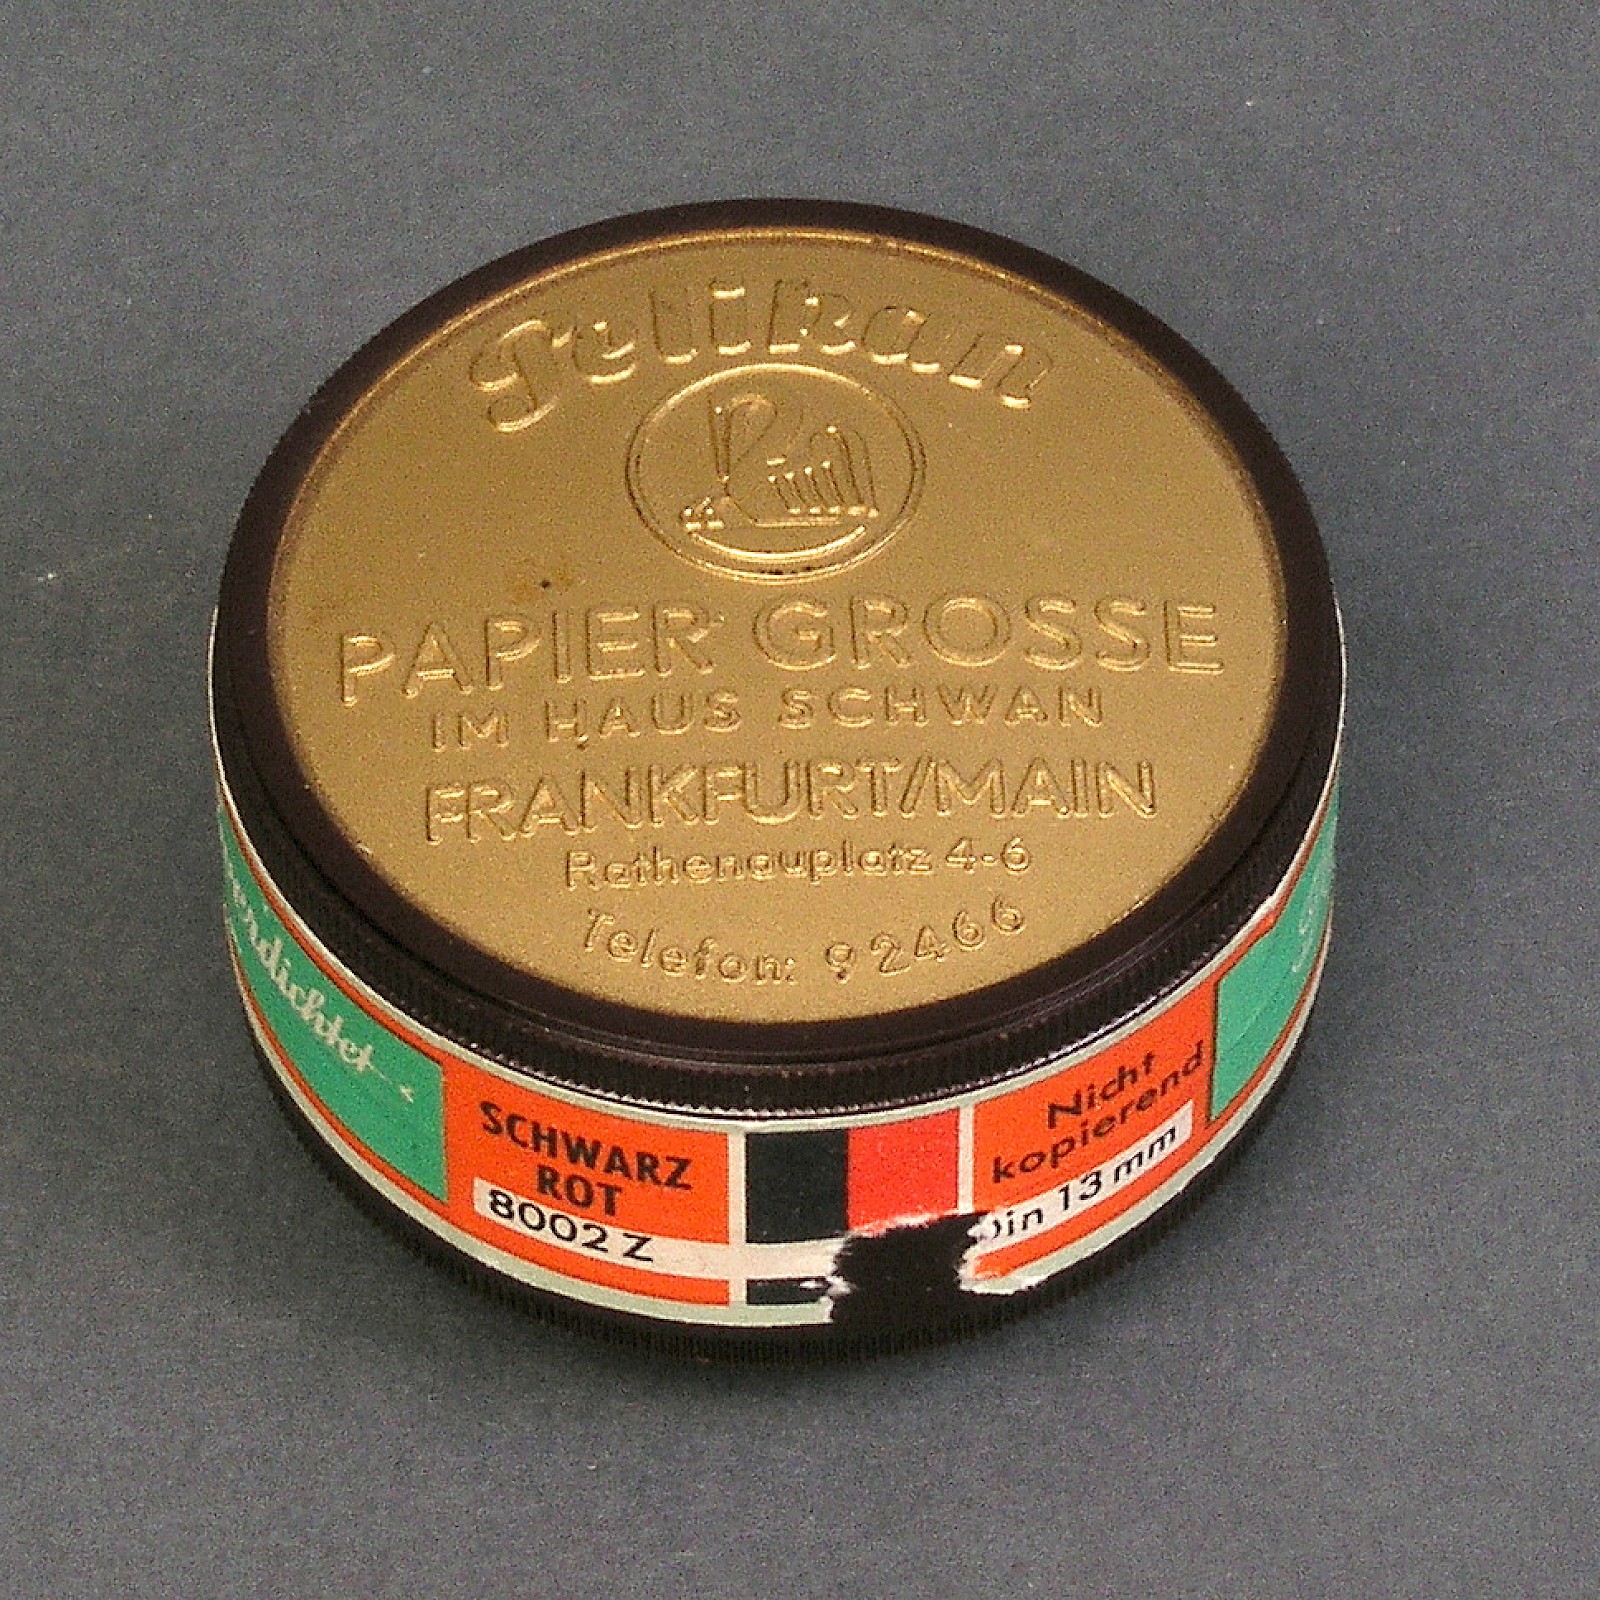 Pelikan
PAPIER GROSSE
IM HAUS SCHWAN
FRANKFURT/MAIN
Rathenauplatz 4-6
Telefon: 92466
SCHWARZ
ROT
8002 Z
Nicht
kopierend
Din 13 mm